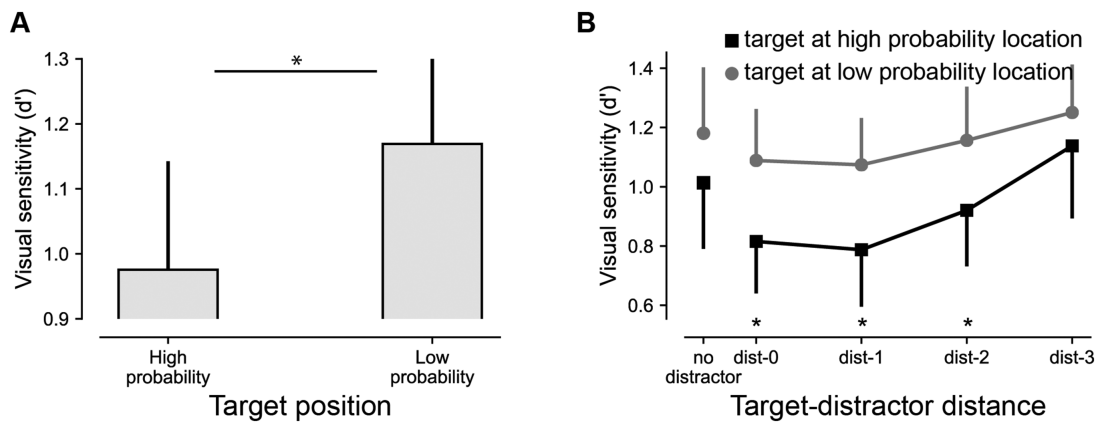 A
Visual sensitivity (d')
1.3
1.2
1.1
1.0
0.9
*
High
probability
Low
probability
Target position
B
target at high probability location
target at low probability location
Visual sensitivity (d')
1.4
1.2
1.0
0.8
0.6
* * *
no
distractor
dist-0 dist-1 dist-2 dist-3
Target-distractor distance